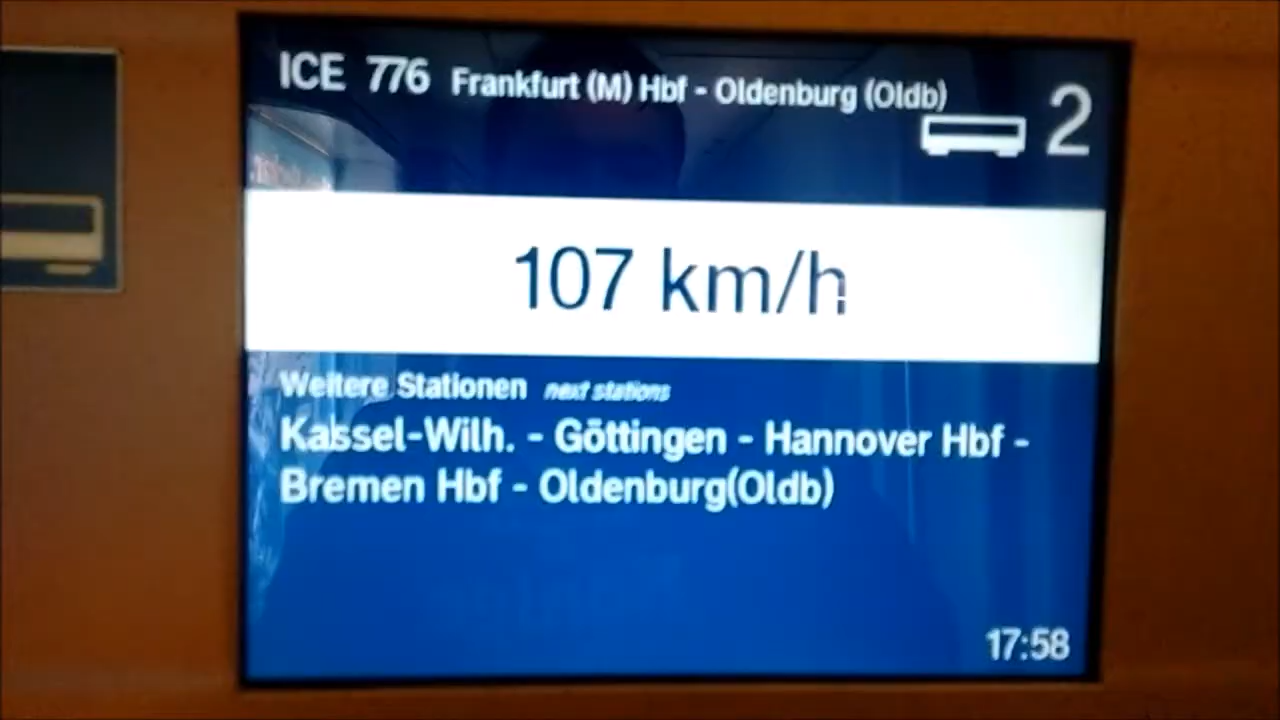 ICE 776 Frankfurt (M) Hbf - Oldenburg (Oldb)
2
107 km/h
Weitere Stationen next stations
Kassel-Wilh. - Göttingen - Hannover Hbf -
Bremen Hbf - Oldenburg(Oldb)
17:58